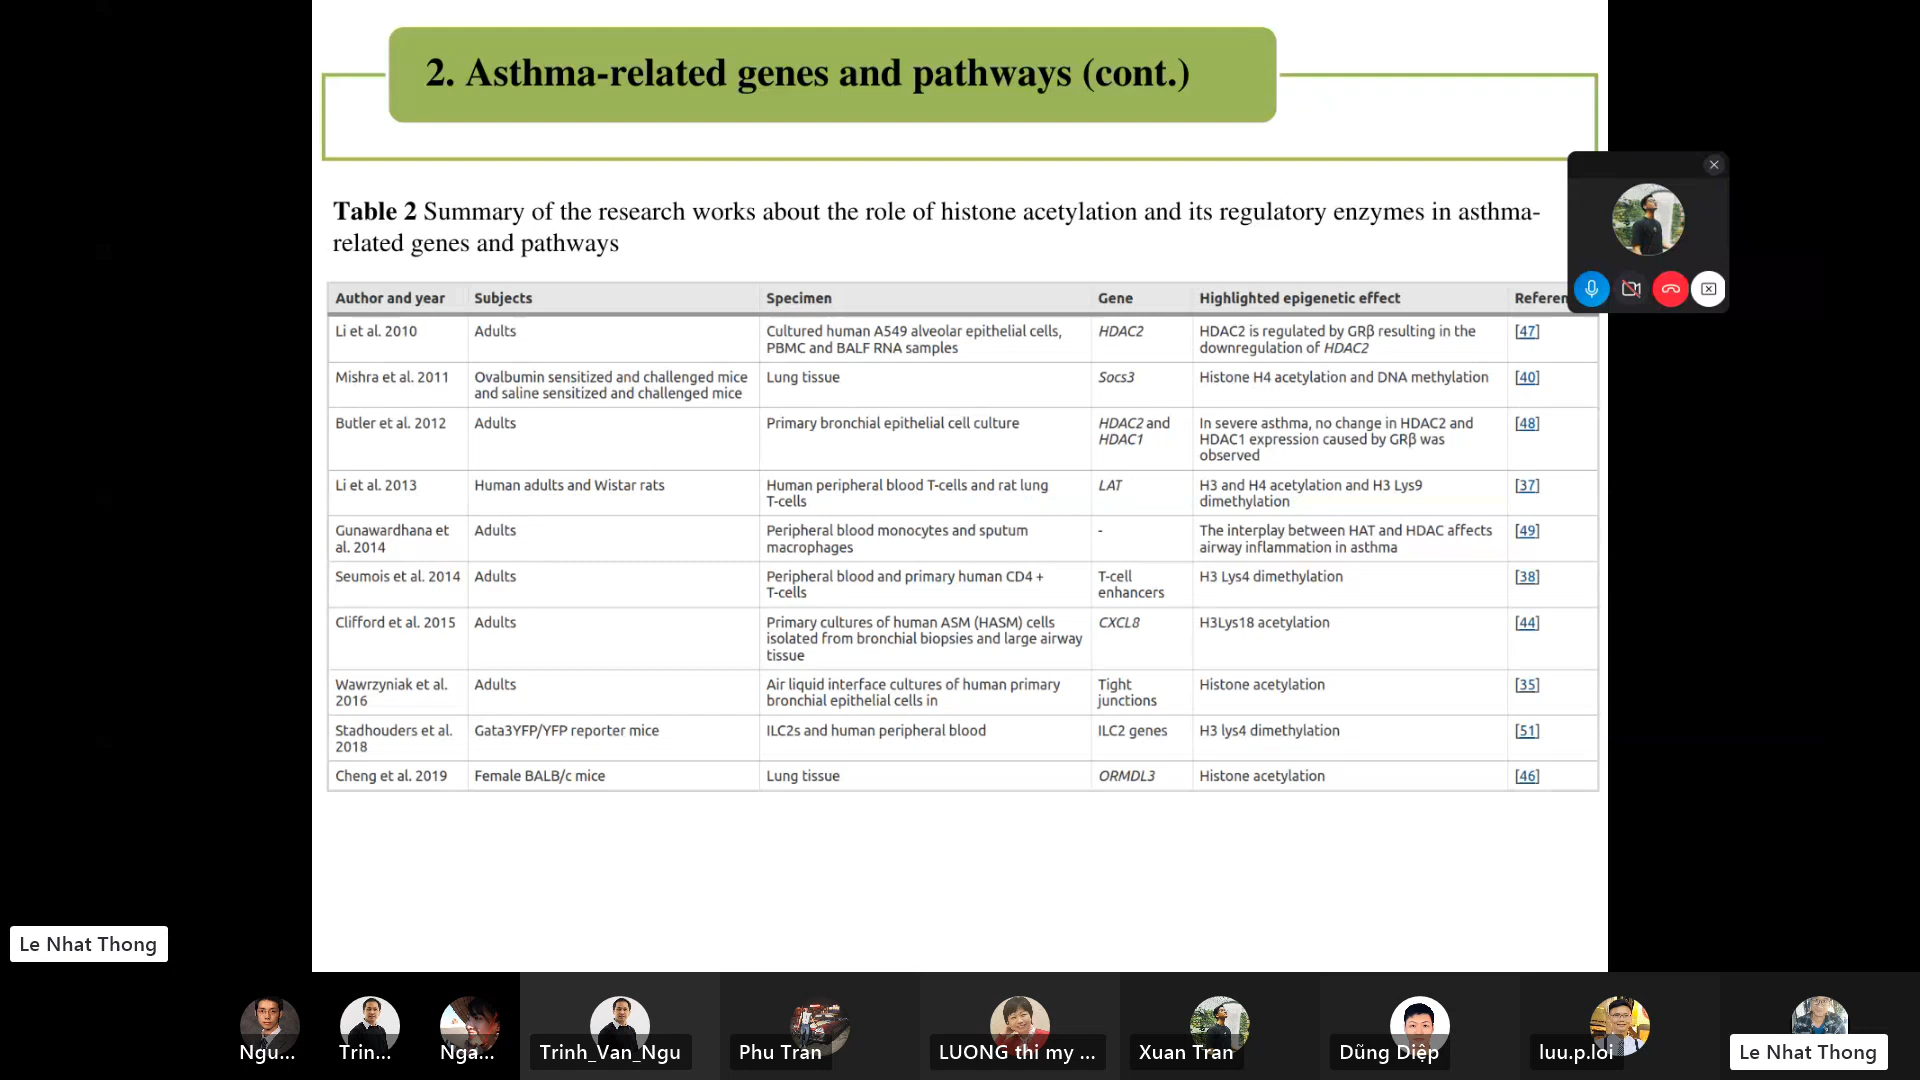 2. Asthma-related genes and pathways (cont.)
Table 2 Summary of the research works about the role of histone acetylation and its regulatory enzymes in asthma-
related genes and pathways
Author and year Subjects Specimen Gene Highlighted epigenetic effect
Li et al. 2010 Adults Cultured human A549 alveolar epithelial cells, HDAC2 HDAC2 is regulated by GRβ resulting in the [47]
PBMC and BALF RNA samples downregulation of HDAC2
Mishra et al. 2011 Ovalbumin sensitized and challenged mice Lung tissue Socs3 Histone H4 acetylation and DNA methylation [40]
and saline sensitized and challenged mice
Butler et al. 2012 Adults Primary bronchial epithelial cell culture HDAC2 and In severe asthma, no change in HDAC2 and [48]
HDAC1 HDAC1 expression caused by GRβ was
observed
Li et al. 2013 Human adults and Wistar rats Human peripheral blood T-cells and rat lung LAT H3 and H4 acetylation and H3 Lys9 [37]
T-cells dimethylation
Gunawardhana et Adults Peripheral blood monocytes and sputum - The interplay between HAT and HDAC affects [49]
al. 2014 macrophages airway inflammation in asthma
Seumois et al. 2014 Adults Peripheral blood and primary human CD4 + T-cell H3 Lys4 dimethylation [38]
T-cells enhancers
Clifford et al. 2015 Adults Primary cultures of human ASM (HASM) cells CXCL8 H3Lys18 acetylation [44]
isolated from bronchial biopsies and large airway
tissue
Wawrzyniak et al. Adults Air liquid interface cultures of human primary Tight Histone acetylation [35]
2016 bronchial epithelial cells in junctions
Stadhouders et al. Gata3YFP/YFP reporter mice ILC2s and human peripheral blood ILC2 genes H3 lys4 dimethylation [51]
2018
Cheng et al. 2019 Female BALB/c mice Lung tissue ORMDL3 Histone acetylation [46]
Le Nhat Thong
Ngu... Trin... Nga... Trinh_Van_Ngu Phu Tran LUONG thi my ... Xuan Tran Dũng Diệp luu.p.loi Le Nhat Thong